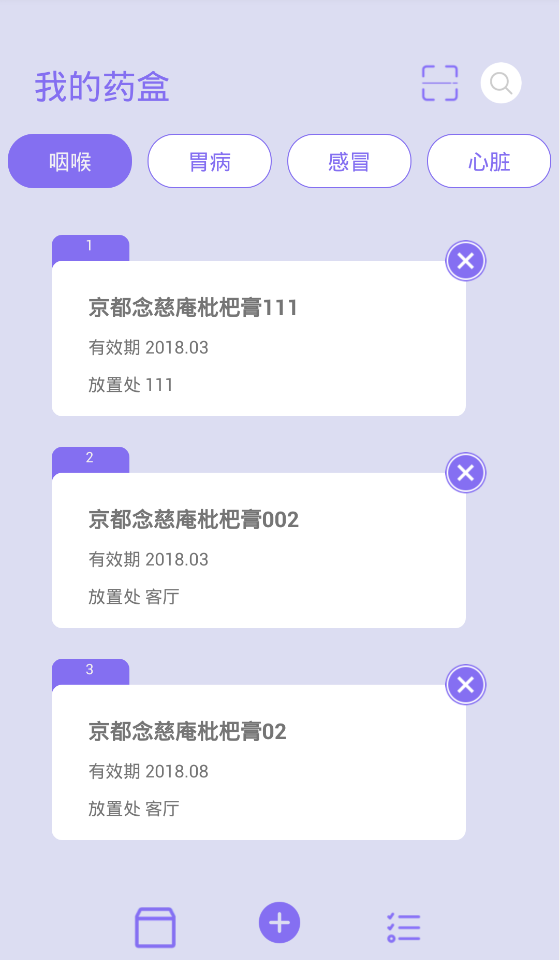 我的药盒
咽喉
胃病
感冒
心脏
1
京都念慈庵枇杷膏111
有效期 2018.03
放置处 111
2
京都念慈庵枇杷膏002
有效期 2018.03
放置处 客厅
3
京都念慈庵枇杷膏02
有效期 2018.08
放置处 客厅